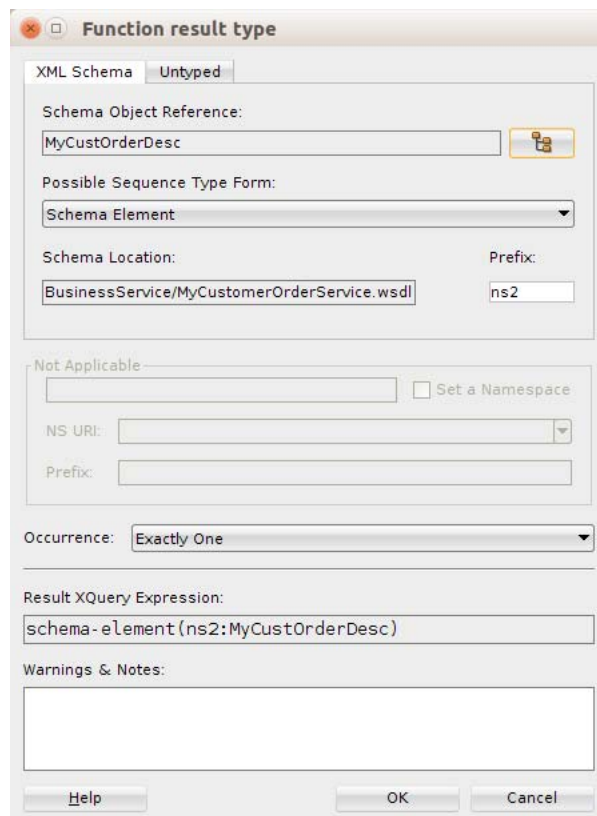 Function result type
XML Schema Untyped
Schema Object Reference:
MyCustOrderDesc
Possible Sequence Type Form:
Schema Element
Schema Location: Prefix:
BusinessService/MyCustomerOrderService.wsdl ns2
Not Applicable
Set a Namespace
NS URI:
Prefix:
Occurrence: Exactly One
Result XQuery Expression:
schema-element(ns2:MyCustOrderDesc)
Warnings & Notes:
Help OK Cancel